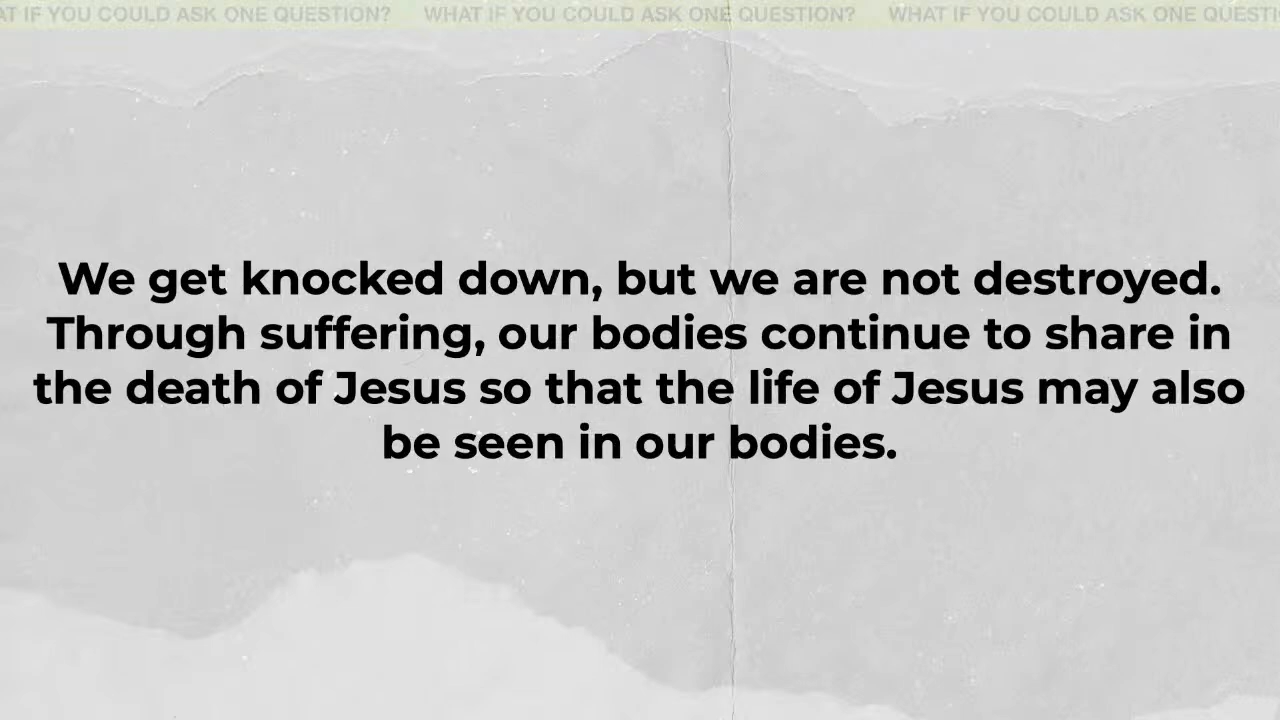 AT IF YOU COULD ASK ONE QUESTION? WHAT IF YOU COULD ASK ONE QUESTION? WHAT IF YOU COULD ASK ONE QUESTI
We get knocked down, but we are not destroyed.
Through suffering, our bodies continue to share in
the death of Jesus so that the life of Jesus may also
be seen in our bodies.